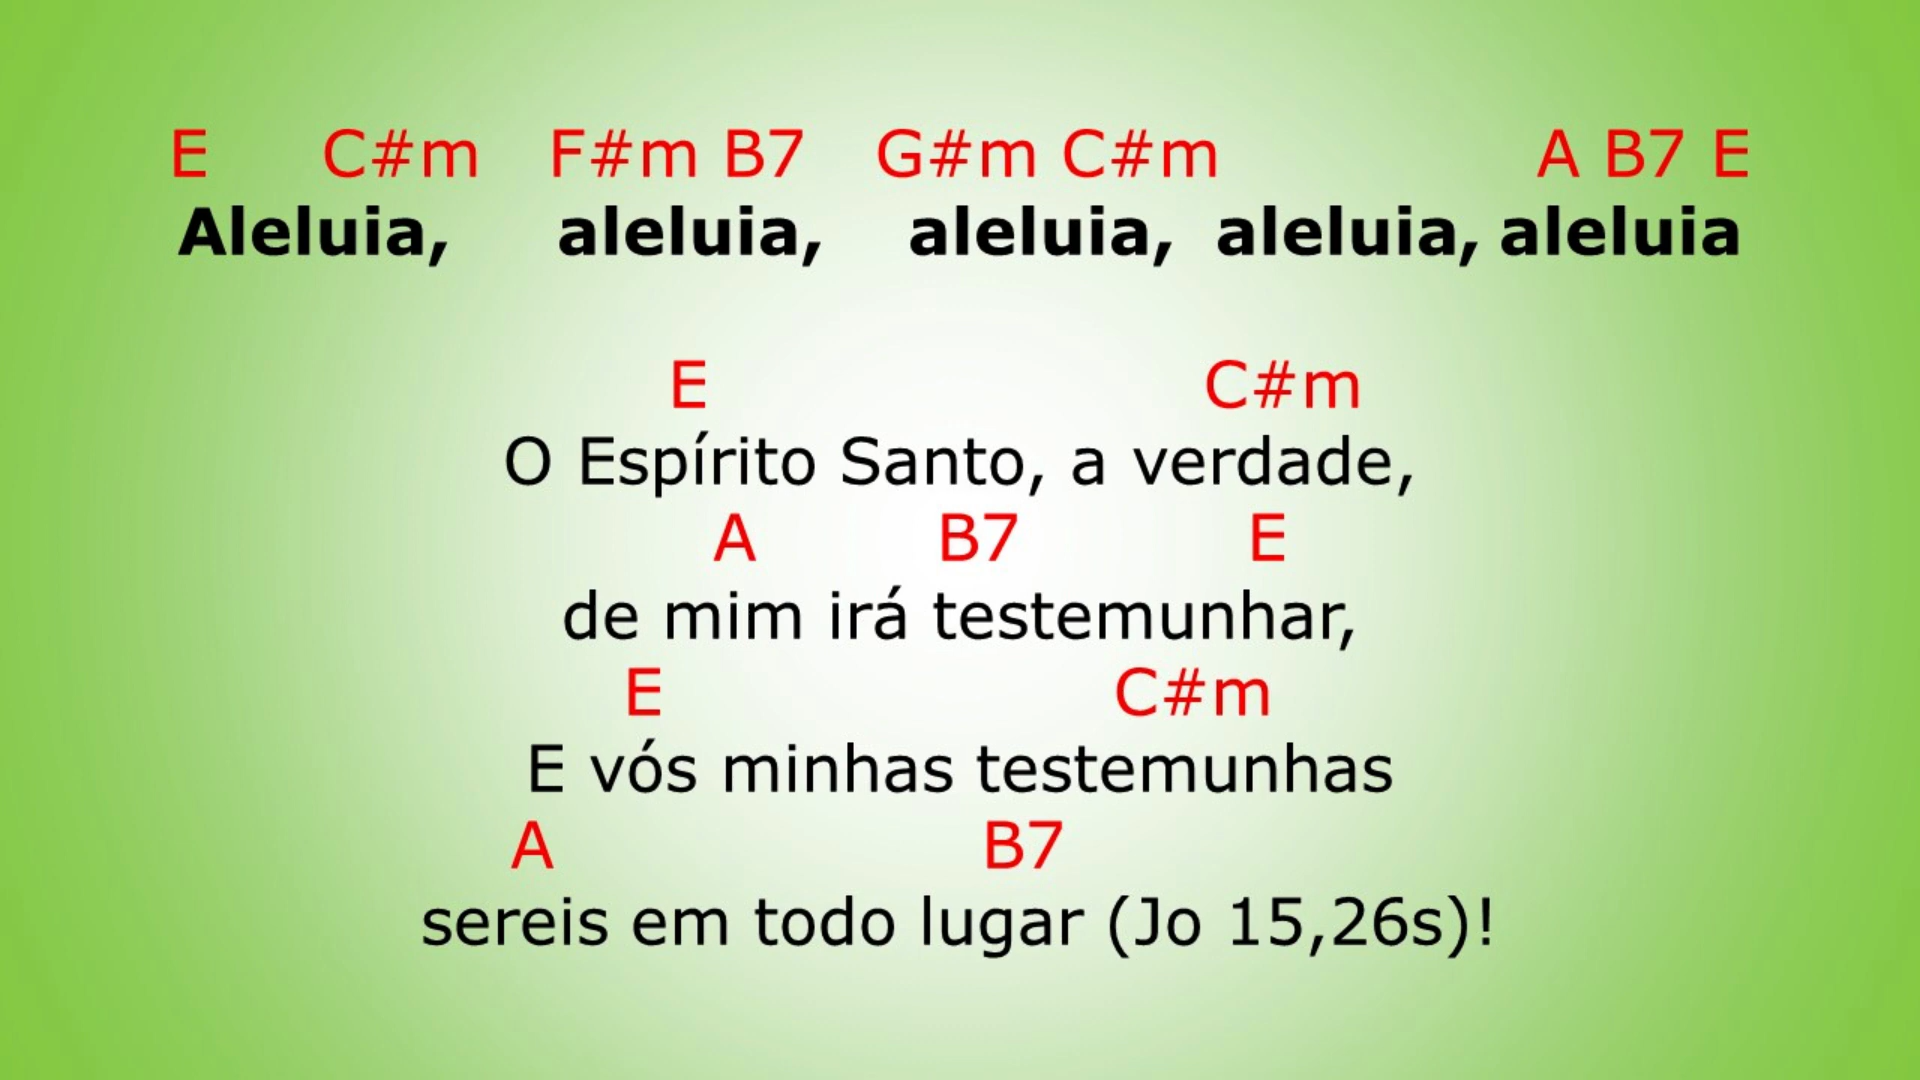 E C#m F#m B7 G#m C#m A B7 E
Aleluia, aleluia, aleluia, aleluia, aleluia
E C#m
O Espírito Santo, a verdade,
A B7 E
de mim irá testemunhar,
E C#m
E vós minhas testemunhas
A B7
sereis em todo lugar (Jo 15,26s)!